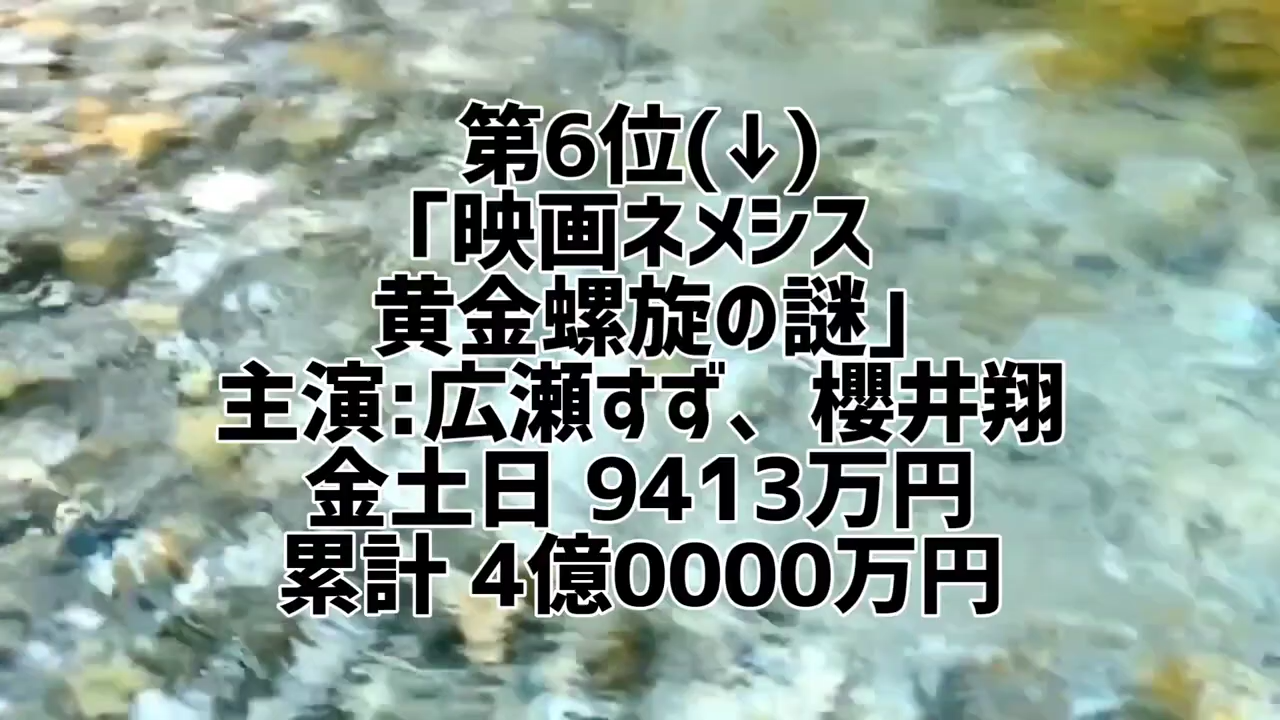 第6位(↓)
「映画ネメシス
黄金螺旋の謎」
主演:広瀬すず、櫻井翔
金土日 9413万円
累計 4億0000万円